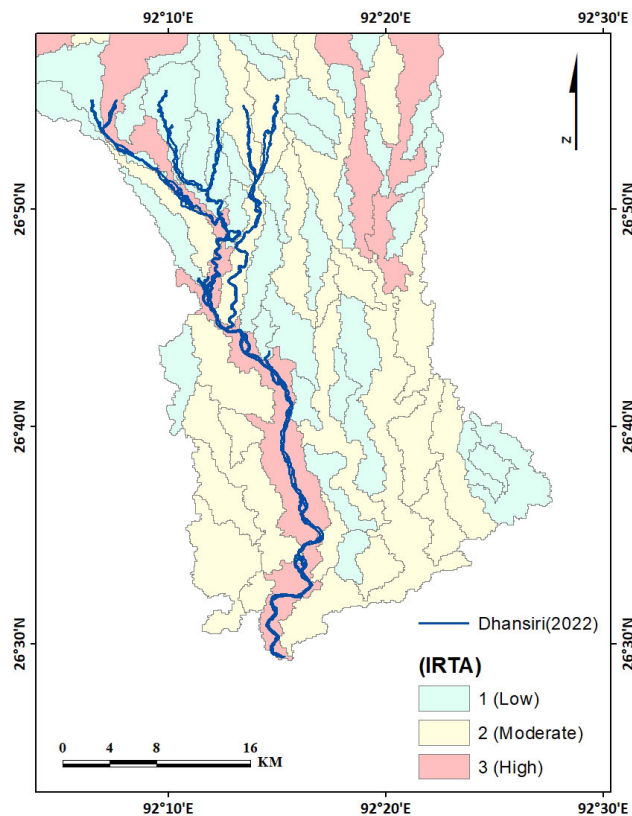 92°10'E 92°20'E 92°30'E
N
26°50'N 26°50'N
26°40'N 26°40'N
26°30'N 26°30'N
Dhansiri(2022)
(IRTA)
1 (Low)
2 (Moderate)
3 (High)
0 4 8 16
KM
92°10'E 92°20'E 92°30'E